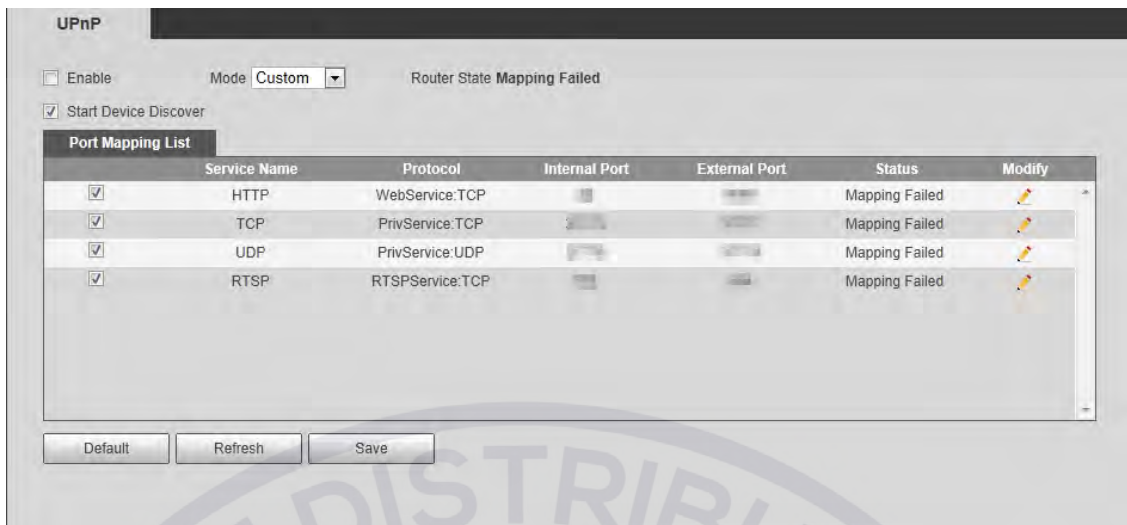 UPnP
Enable Mode Custom Router State Mapping Failed
Start Device Discover
Port Mapping List
Service Name Protocol Internal Port External Port Status Modify
HTTP WebService:TCP Mapping Failed
TCP PrivService:TCP Mapping Failed
UDP PrivService:UDP Mapping Failed
RTSP RTSPService:TCP Mapping Failed
Default Refresh Save